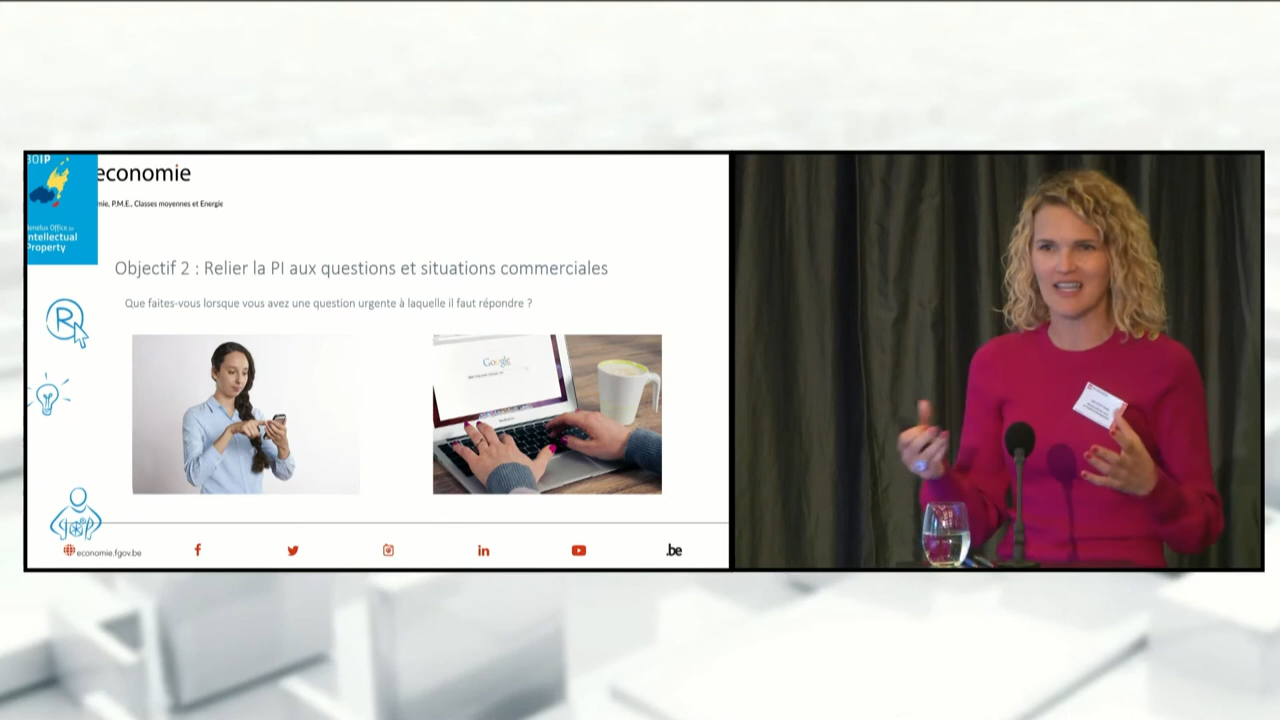 BOIP
economie
mie, P.M.E., Classes moyennes et Energie
Benelux Office for
Intellectual
Property
Objectif 2 : Relier la PI aux questions et situations commerciales
Que faites-vous lorsque vous avez une question urgente à laquelle il faut répondre ?
R
Google
economie.fgov.be
f
in
.be